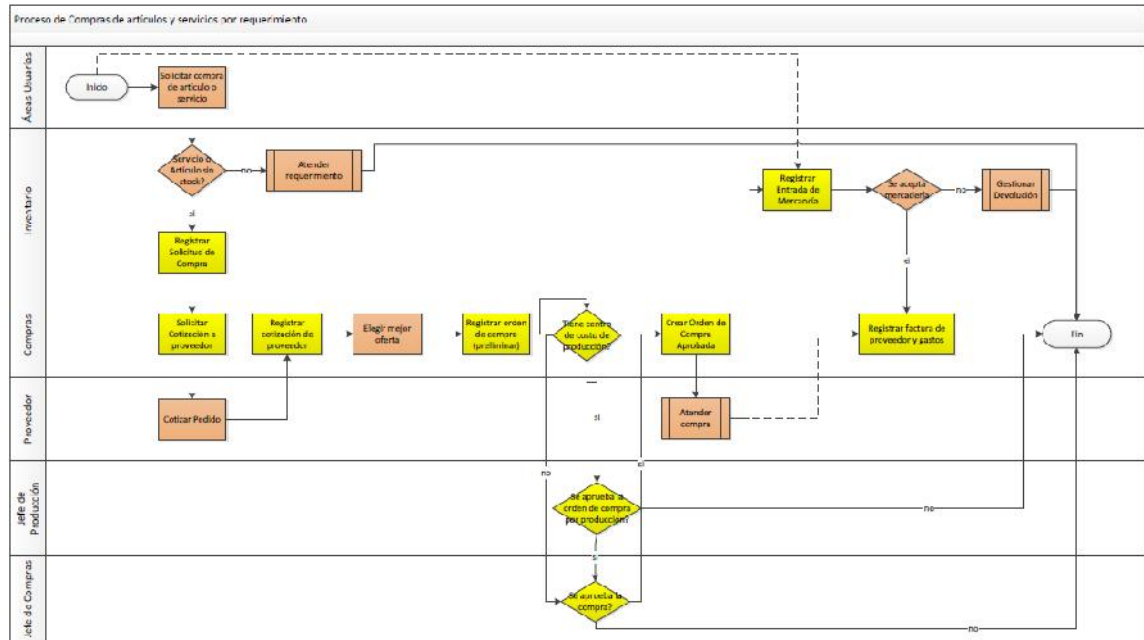 Proceso de Compras de artículos y servicios por requerimiento
Áreas Usuarias
Inicio
Solicitar compra
de artículo o
servicio
Inventario
Servicio o
Artículo sin
stock?
no
Atender
requerimiento
si
Registrar
Solicitud de
Compra
Registrar
Entrada de
Mercancía
Se acepta
mercadería
no
Gestionar
Devolución
si
Compras
Solicitar
Cotización a
proveedor
Registrar
cotización de
proveedor
Elegir mejor
oferta
Registrar orden
de compra
(preliminar)
Tiene centro
de costo de
producción?
Crear Orden de
Compra
Aprobada
Registrar factura de
proveedor y gastos
Fin
Proveedor
Cotizar Pedido
si
Atender
compra
no
si
Jefe de
Producción
Se aprueba la
orden de compra
por producción?
no
si
Jefe de Compras
Se aprueba la
compra?
no